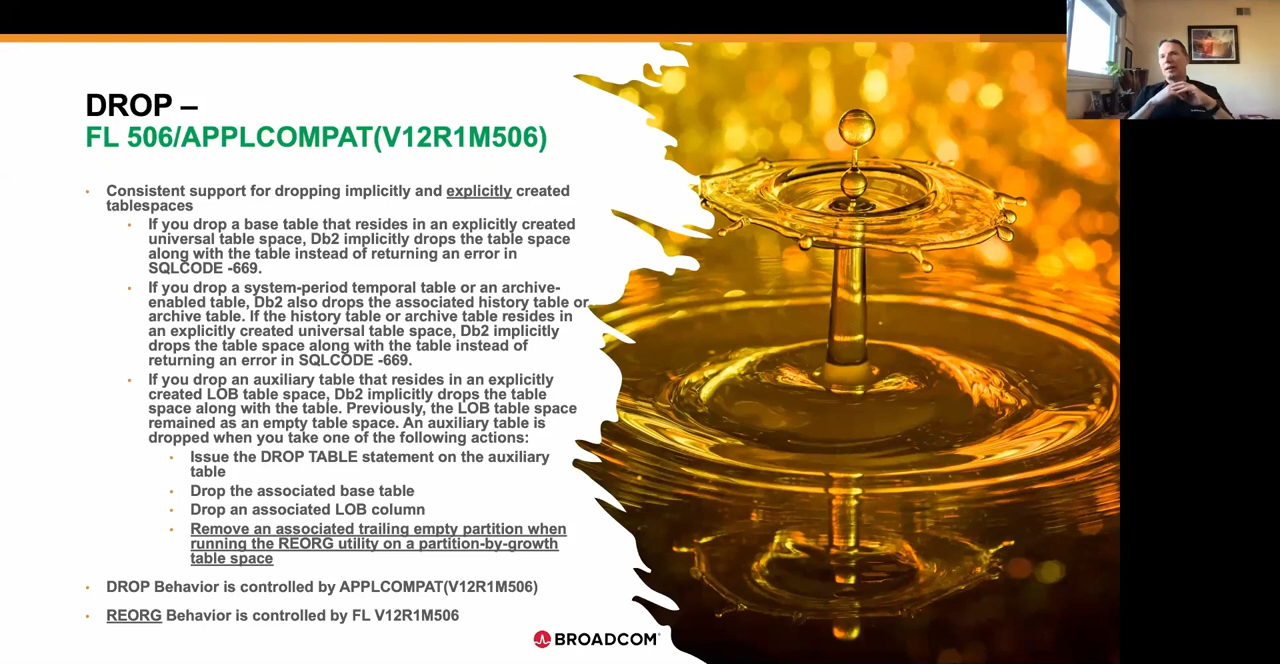 DROP –
FL 506/APPLCOMPAT(V12R1M506)
• Consistent support for dropping implicitly and explicitly created
tablespaces
• If you drop a base table that resides in an explicitly created
universal table space, Db2 implicitly drops the table space
along with the table instead of returning an error in
SQLCODE -669.
• If you drop a system-period temporal table or an archive-
enabled table, Db2 also drops the associated history table or
archive table. If the history table or archive table resides in
an explicitly created universal table space, Db2 implicitly
drops the table space along with the table instead of
returning an error in SQLCODE -669.
• If you drop an auxiliary table that resides in an explicitly
created LOB table space, Db2 implicitly drops the table
space along with the table. Previously, the LOB table space
remained as an empty table space. An auxiliary table is
dropped when you take one of the following actions:
• Issue the DROP TABLE statement on the auxiliary
table
• Drop the associated base table
• Drop an associated LOB column
• Remove an associated trailing empty partition when
running the REORG utility on a partition-by-growth
table space
• DROP Behavior is controlled by APPLCOMPAT(V12R1M506)
• REORG Behavior is controlled by FL V12R1M506
BROADCOM